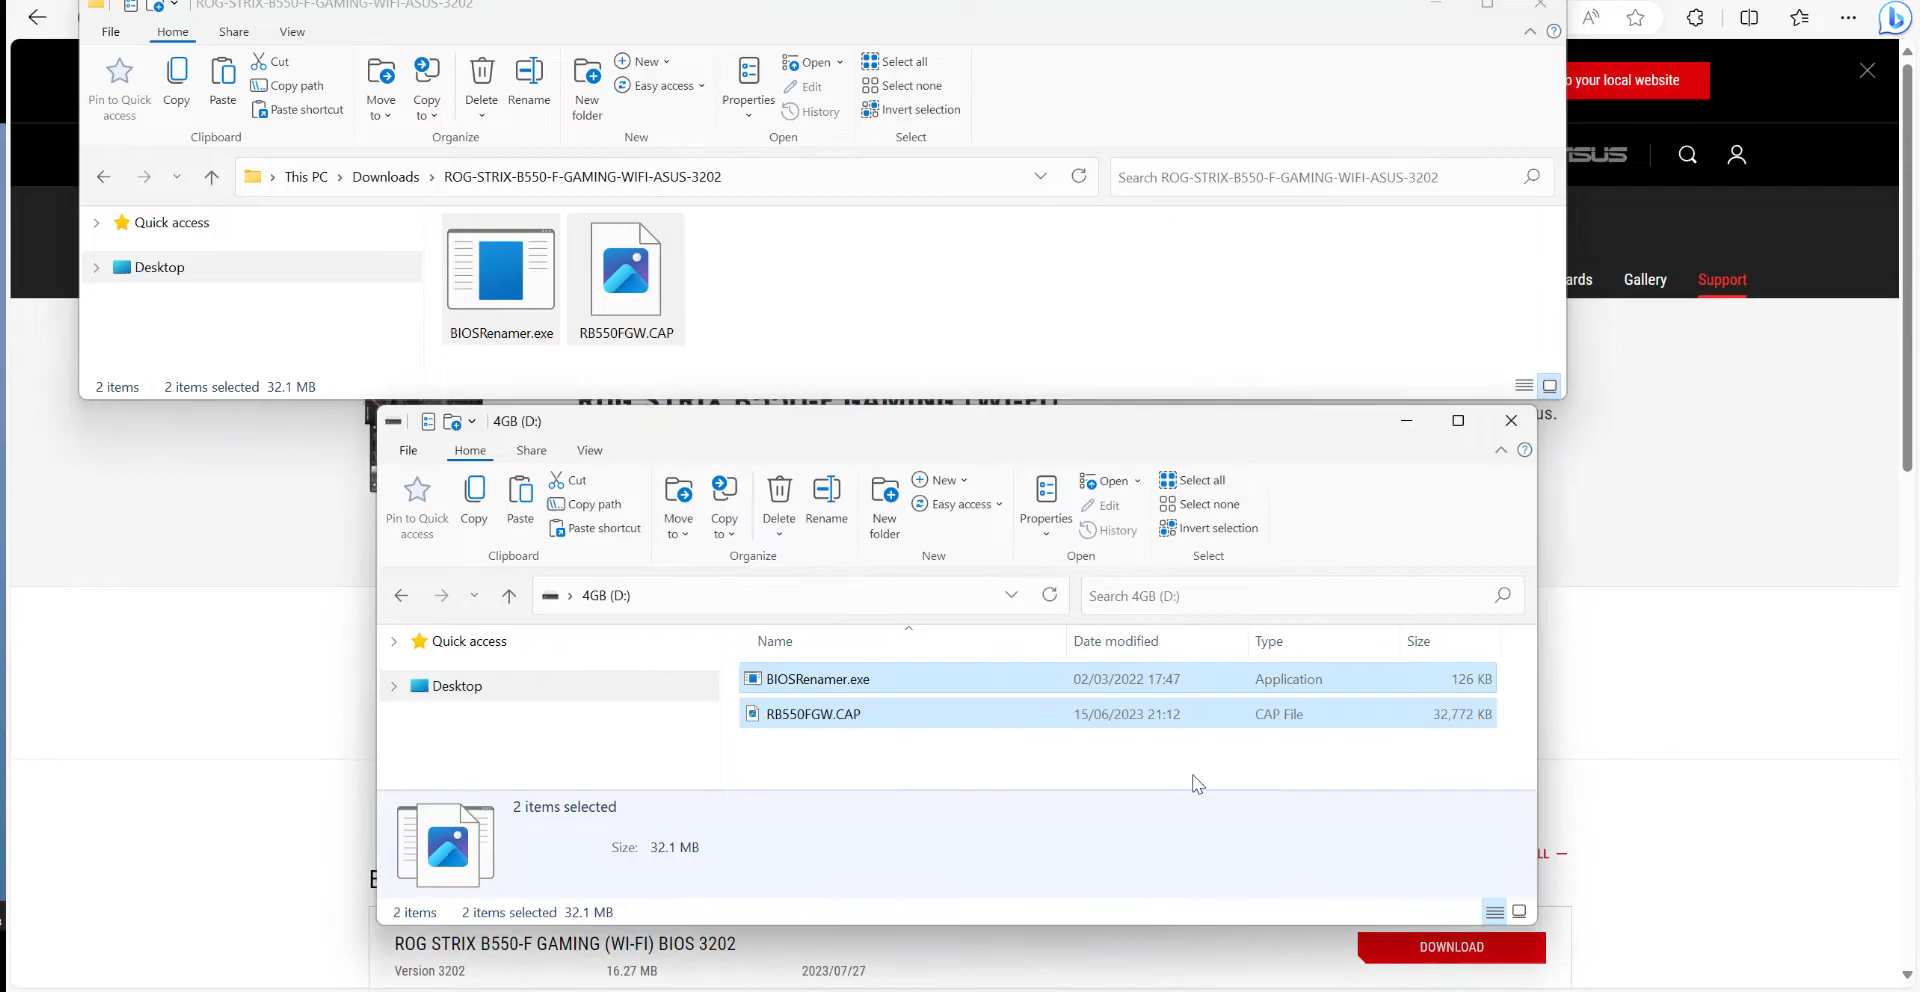 ROG-STRIX-B550-F-GAMING-WIFI-ASUS-3202
File Home Share View
Pin to Quick access
Copy
Paste
Cut
Copy path
Paste shortcut
Clipboard
Move to
Copy to
Delete
Rename
Organize
New folder
New
Easy access
New
Properties
Open
Edit
History
Open
Select all
Select none
Invert selection
Select
This PC > Downloads > ROG-STRIX-B550-F-GAMING-WIFI-ASUS-3202
Search ROG-STRIX-B550-F-GAMING-WIFI-ASUS-3202
Quick access
Desktop
BIOSRenamer.exe
RB550FGW.CAP
2 items 2 items selected 32.1 MB
o your local website
ards Gallery Support
us.
4GB (D:)
File Home Share View
Pin to Quick access
Copy
Paste
Cut
Copy path
Paste shortcut
Clipboard
Move to
Copy to
Delete
Rename
Organize
New folder
New
Easy access
New
Properties
Open
Edit
History
Open
Select all
Select none
Invert selection
Select
4GB (D:)
Search 4GB (D:)
Quick access
Desktop
Name Date modified Type Size
BIOSRenamer.exe 02/03/2022 17:47 Application 126 KB
RB550FGW.CAP 15/06/2023 21:12 CAP File 32,772 KB
2 items selected
Size: 32.1 MB
2 items 2 items selected 32.1 MB
LL
ROG STRIX B550-F GAMING (WI-FI) BIOS 3202
DOWNLOAD
Version 3202 16.27 MB 2023/07/27